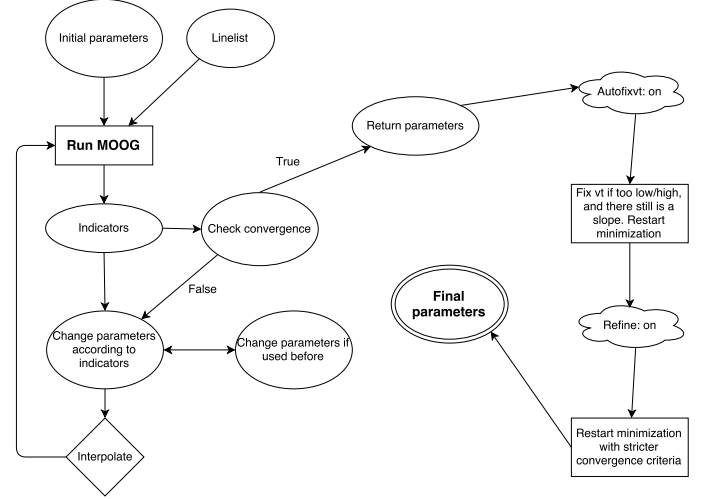 Initial parameters
Linelist
Run MOOG
Indicators
Check convergence
True
False
Return parameters
Autofixvt: on
Fix vt if too low/high,
and there still is a
slope. Restart
minimization
Refine: on
Restart minimization
with stricter
convergence criteria
Final
parameters
Change parameters
according to
indicators
Change parameters if
used before
Interpolate